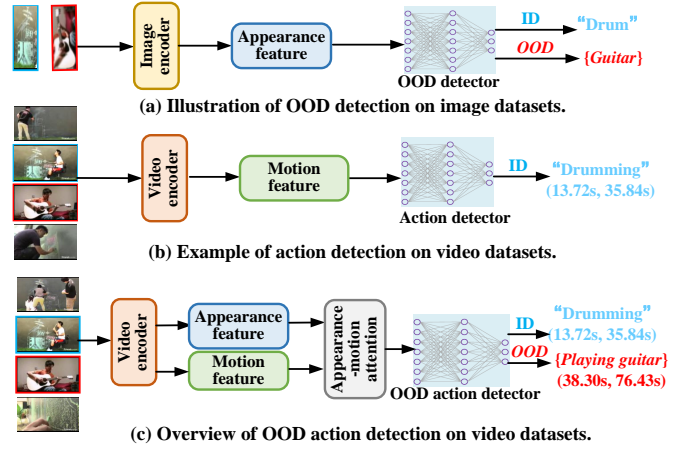 Image
encoder
Appearance
feature
OOD detector
ID
OOD
“Drum”
{Guitar}
(a) Illustration of OOD detection on image datasets.
Video
encoder
Motion
feature
Action detector
ID
“Drumming”
(13.72s, 35.84s)
(b) Example of action detection on video datasets.
Video
encoder
Appearance
feature
Motion
feature
Appearance
-motion
attention
OOD action detector
ID
OOD
“Drumming”
(13.72s, 35.84s)
{Playing guitar}
(38.30s, 76.43s)
(c) Overview of OOD action detection on video datasets.